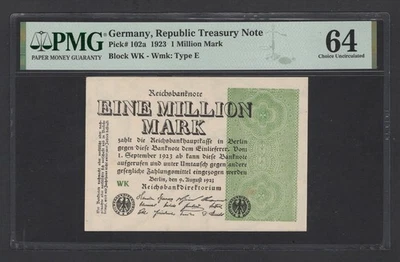 PMG
PAPER MONEY GUARANTY
Germany, Republic Treasury Note
Pick# 102a 1923 1 Million Mark
Block WK - Wmk: Type E
64
Choice Uncirculated
Reichsbanknote
EINE MILLION
MARK
zahlt die Reichsbankhauptkasse in Berlin
gegen diese Banknote dem Einlieferer. Vom
1. September 1923 ab kann diese Banknote
aufgerufen und unter Umtausch gegen andere
gesetzliche Zahlungsmittel eingezogen werden
Berlin, den 9. August 1923
WK
Reichsbankdirektorium